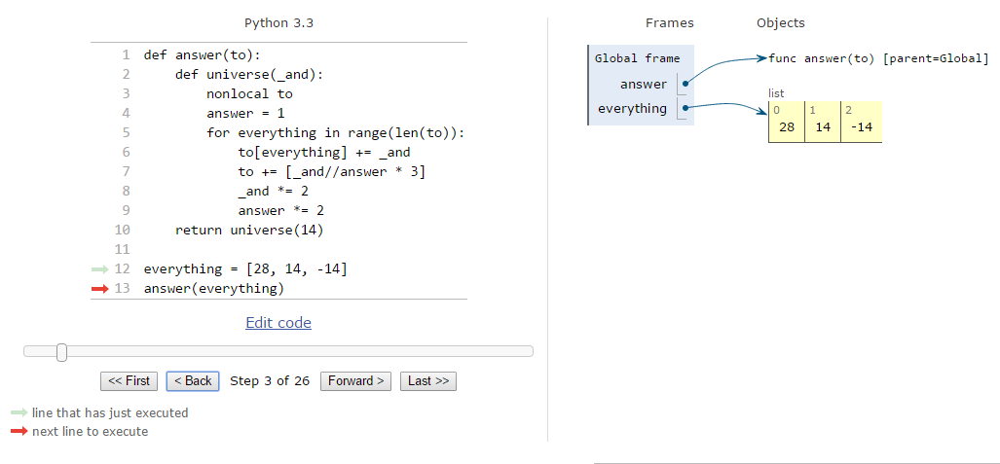 Python 3.3
1 def answer(to):
2     def universe(_and):
3         nonlocal to
4         answer = 1
5         for everything in range(len(to)):
6             to[everything] += _and
7             to += [_and//answer * 3]
8             _and *= 2
9             answer *= 2
10     return universe(14)
11
12 everything = [28, 14, -14]
13 answer(everything)
Edit code
<< First < Back Step 3 of 26 Forward > Last >>
line that has just executed
next line to execute
Frames Objects
Global frame
answer
everything
func answer(to) [parent=Global]
list
0 1 2
28 14 -14